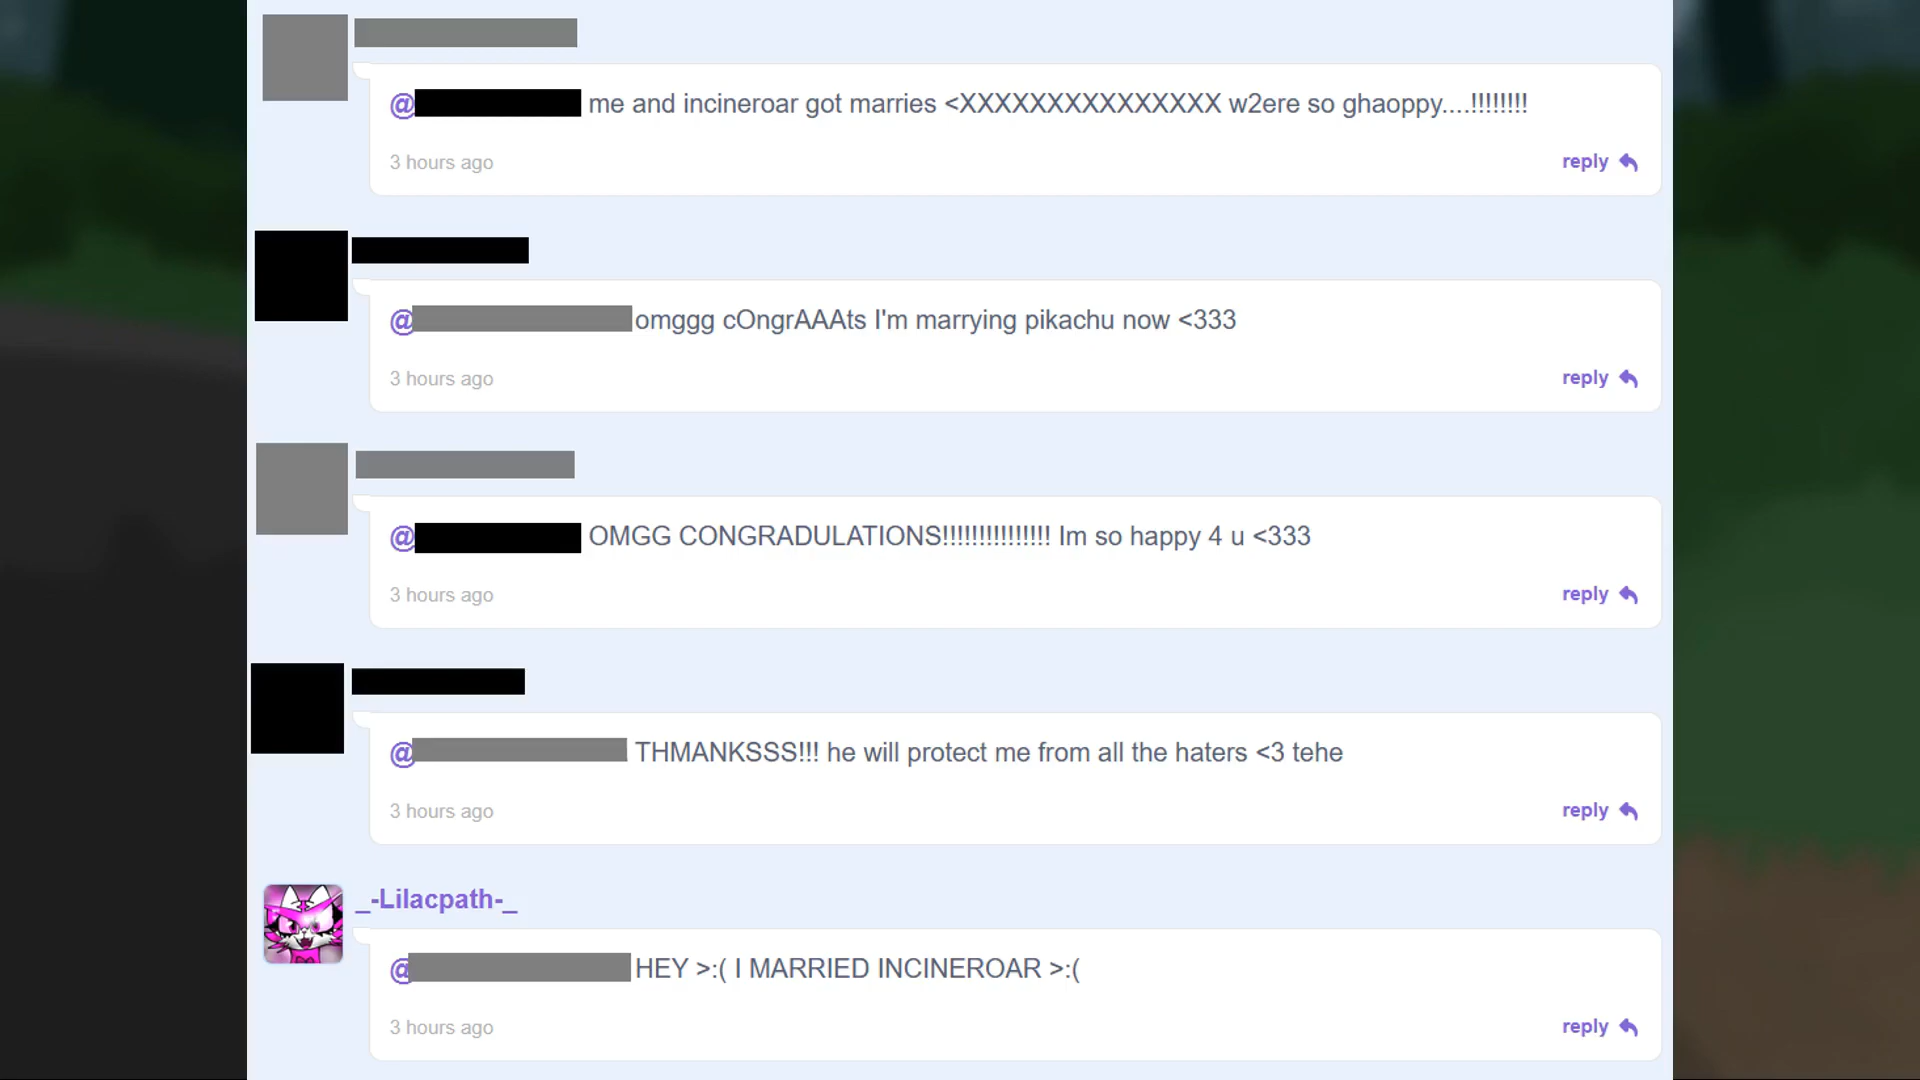 @ me and incineroar got marries <XXXXXXXXXXXXXXX w2ere so ghaoppy....!!!!!!!!
3 hours ago
reply
@ omggg cOngrAAAts I'm marrying pikachu now <333
3 hours ago
reply
@ OMGG CONGRADULATIONS!!!!!!!!!!!!!!! Im so happy 4 u <333
3 hours ago
reply
@ THMANKSSS!!! he will protect me from all the haters <3 tehe
3 hours ago
reply
_-Lilacpath-_
@ HEY >:( I MARRIED INCINEROAR >:(
3 hours ago
reply